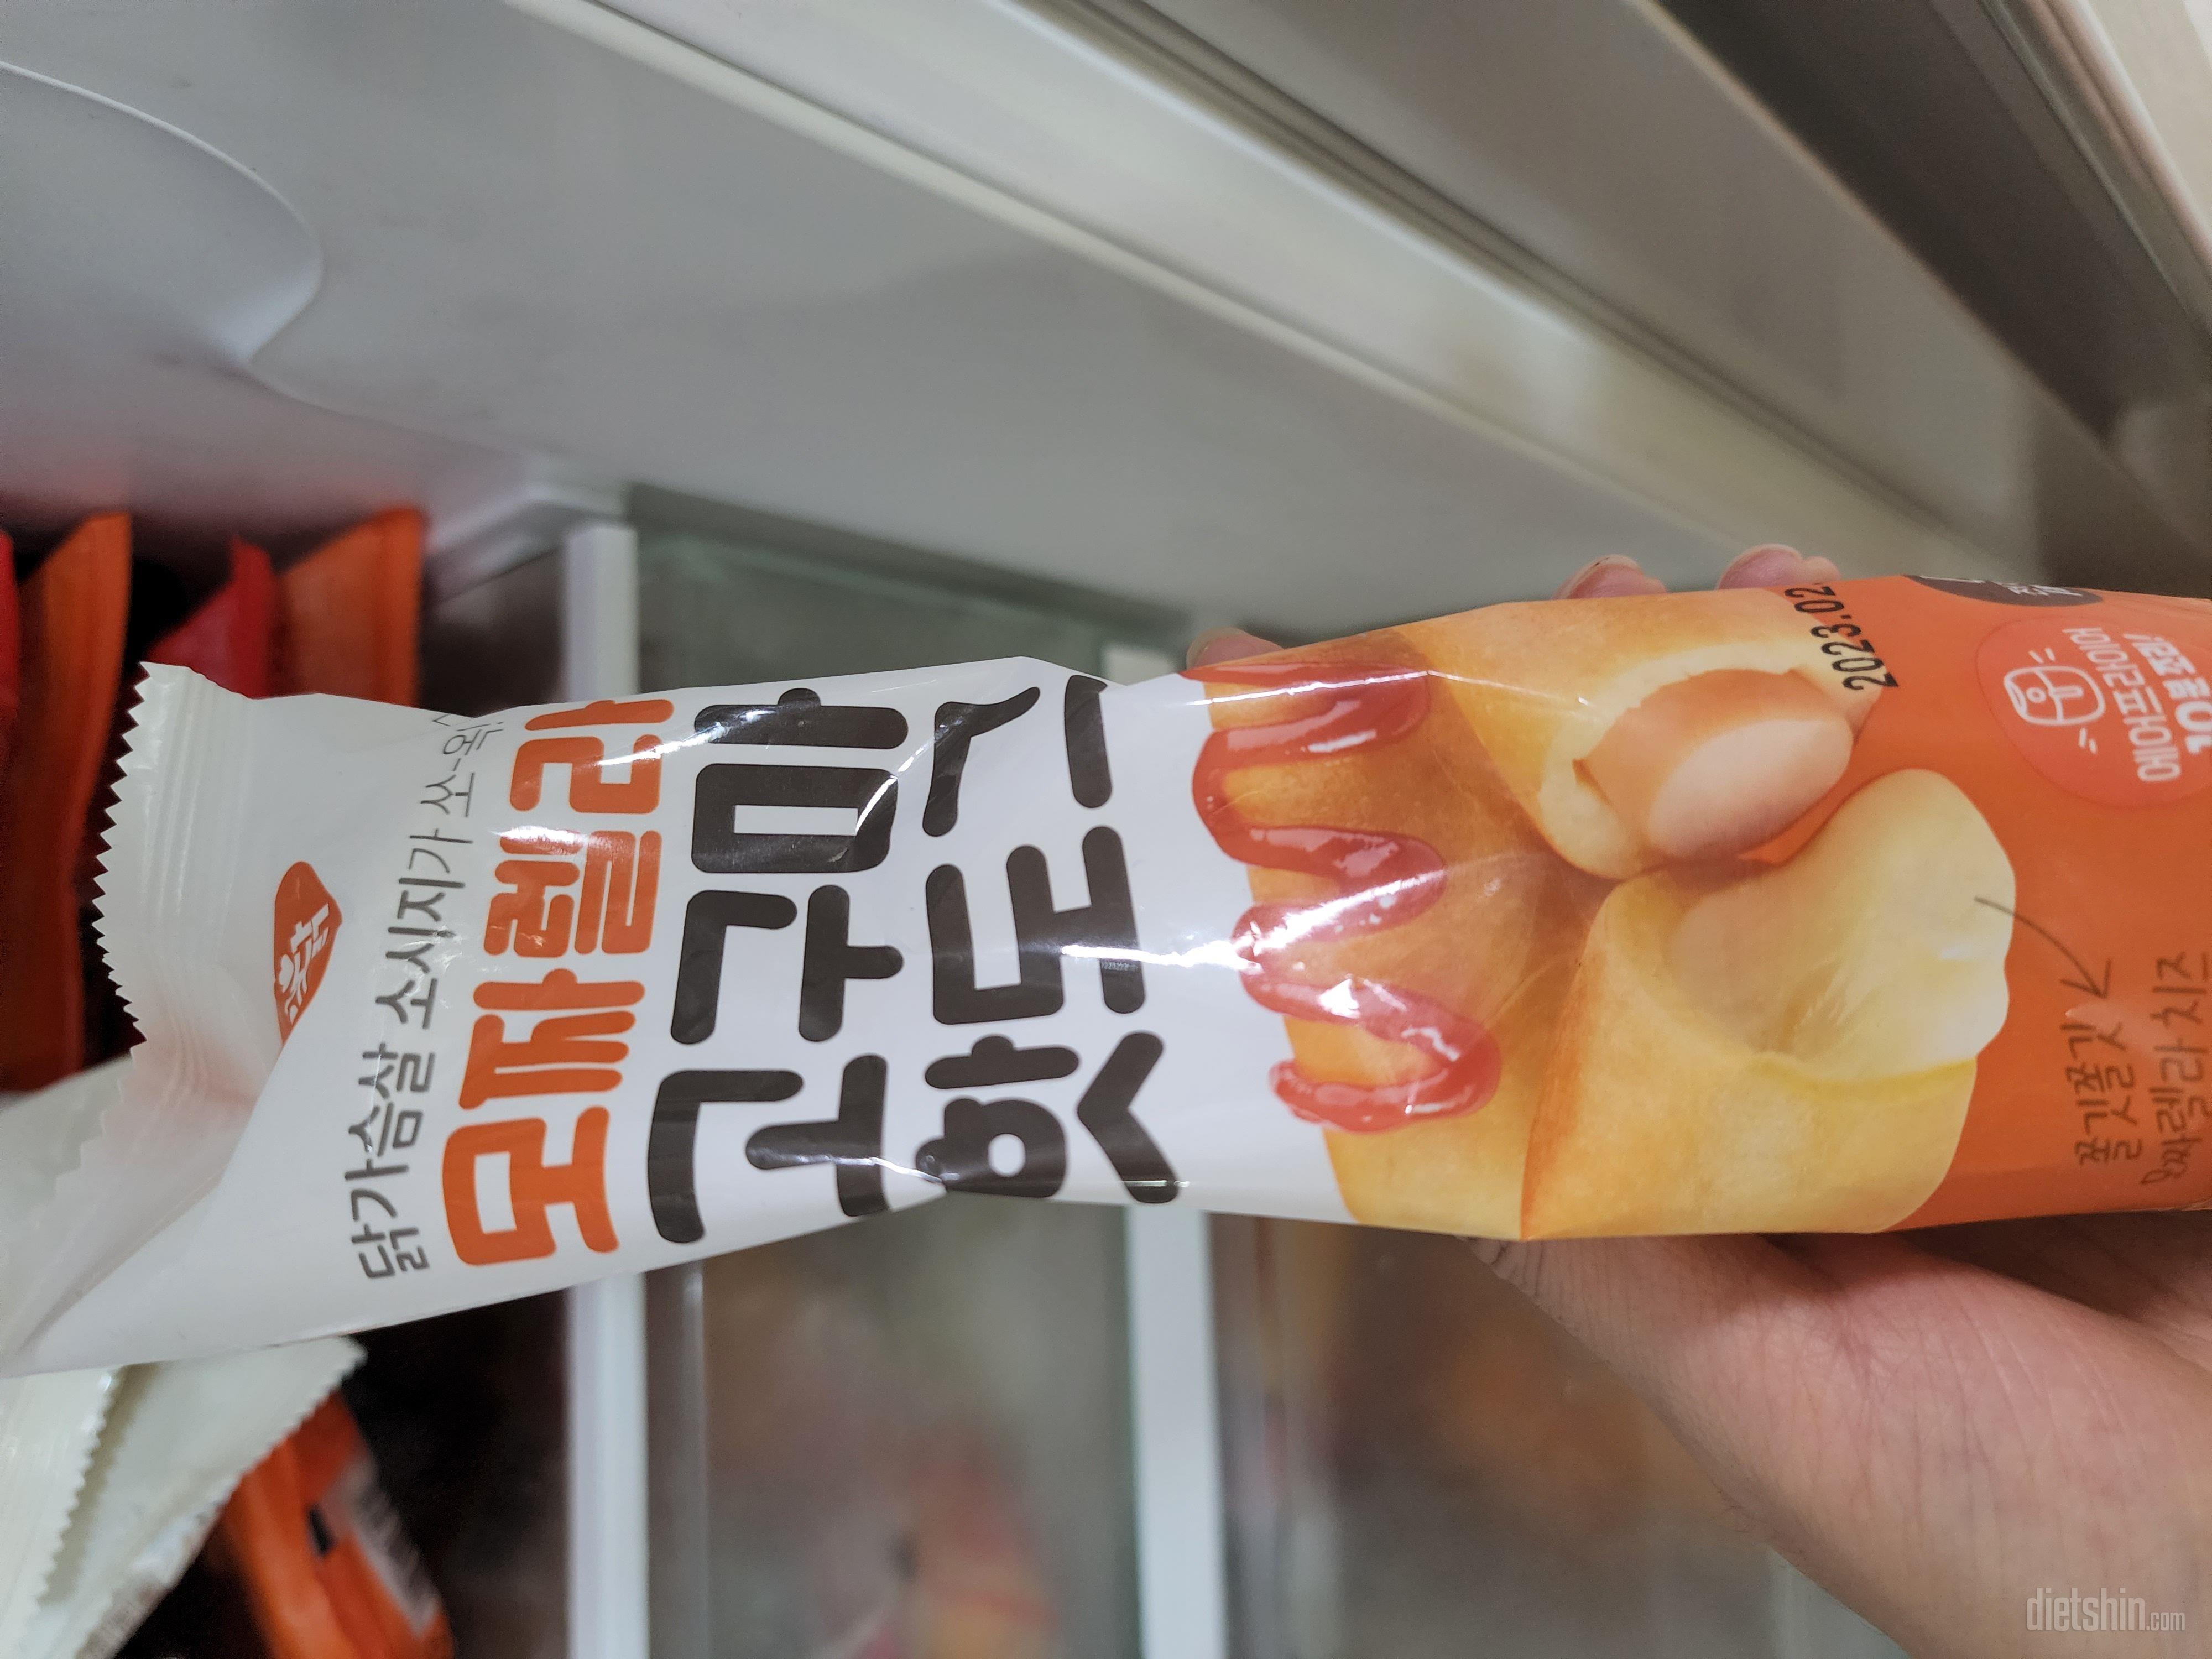 닭가슴살 소시지가 쏘-옥!
모짜렐라
고구마
핫도그
2023.02.
에어프라이어
10분 조리!
쫄깃쫄깃
모짜렐라 치즈
dietshin.com